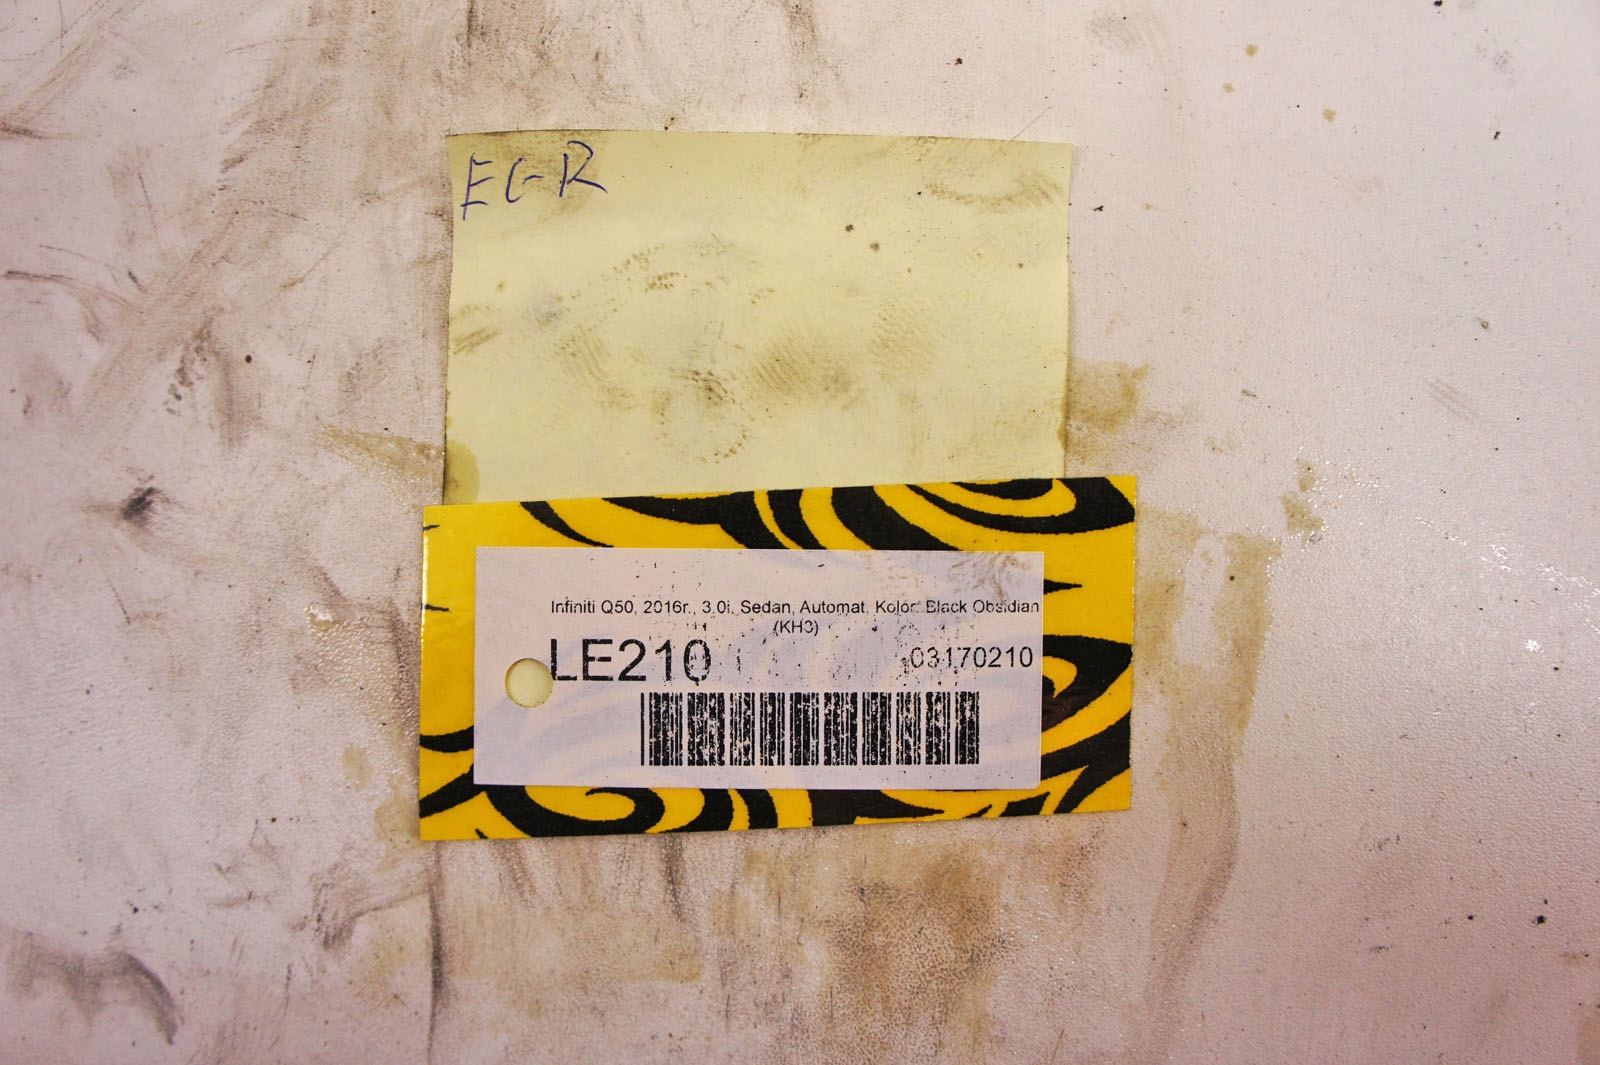 EGR
Infiniti Q50, 2016r., 3.0i, Sedan, Automat, Kolor: Black Obsidian
(KH3)
LE210 03170210